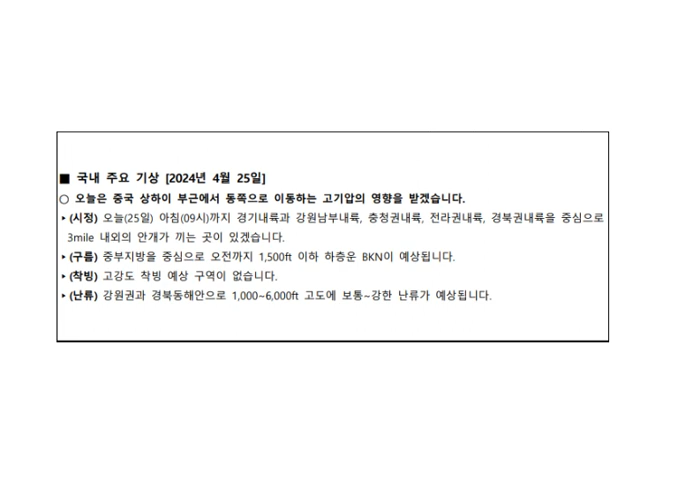 ■ 국내 주요 기상 [2024년 4월 25일]
○ 오늘은 중국 상하이 부근에서 동쪽으로 이동하는 고기압의 영향을 받겠습니다.
▸(시정) 오늘(25일) 아침(09시)까지 경기내륙과 강원남부내륙, 충청권내륙, 전라권내륙, 경북권내륙을 중심으로
3mile 내외의 안개가 끼는 곳이 있겠습니다.
▸(구름) 중부지방을 중심으로 오전까지 1,500ft 이하 하층운 BKN이 예상됩니다.
▸(착빙) 고강도 착빙 예상 구역이 없습니다.
▸(난류) 강원권과 경북동해안으로 1,000~6,000ft 고도에 보통~강한 난류가 예상됩니다.